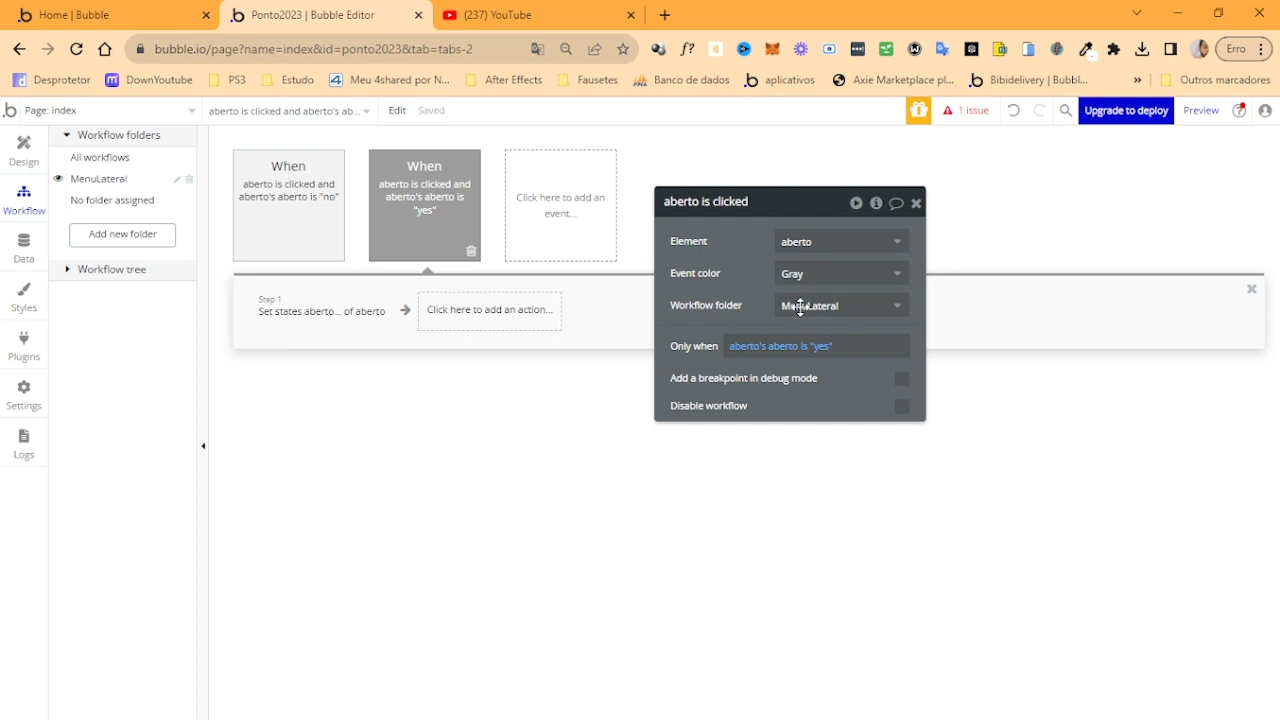 Home | Bubble
Ponto2023 | Bubble Editor
(237) YouTube
bubble.io/page?name=index&id=ponto2023&tab=tabs-2
Erro
Desprotetor
DownYoutube
PS3
Estudo
Meu 4shared por N...
After Effects
Fausetes
Banco de dados
aplicativos
Axie Marketplace pl...
Bibidelivery | Bubbl...
»
Outros marcadores
Page: index
aberto is clicked and aberto's ab...
Edit
Saved
1 issue
Upgrade to deploy
Preview
Design
Workflow
Data
Styles
Plugins
Settings
Logs
Workflow folders
All workflows
MenuLateral
No folder assigned
Add new folder
Workflow tree
When
aberto is clicked and
aberto's aberto is "no"
When
aberto is clicked and
aberto's aberto is
"yes"
Click here to add an
event...
Step 1
Set states aberto... of aberto
Click here to add an action...
aberto is clicked
Element
aberto
Event color
Gray
Workflow folder
MenuLateral
Only when
aberto's aberto is "yes"
Add a breakpoint in debug mode
Disable workflow